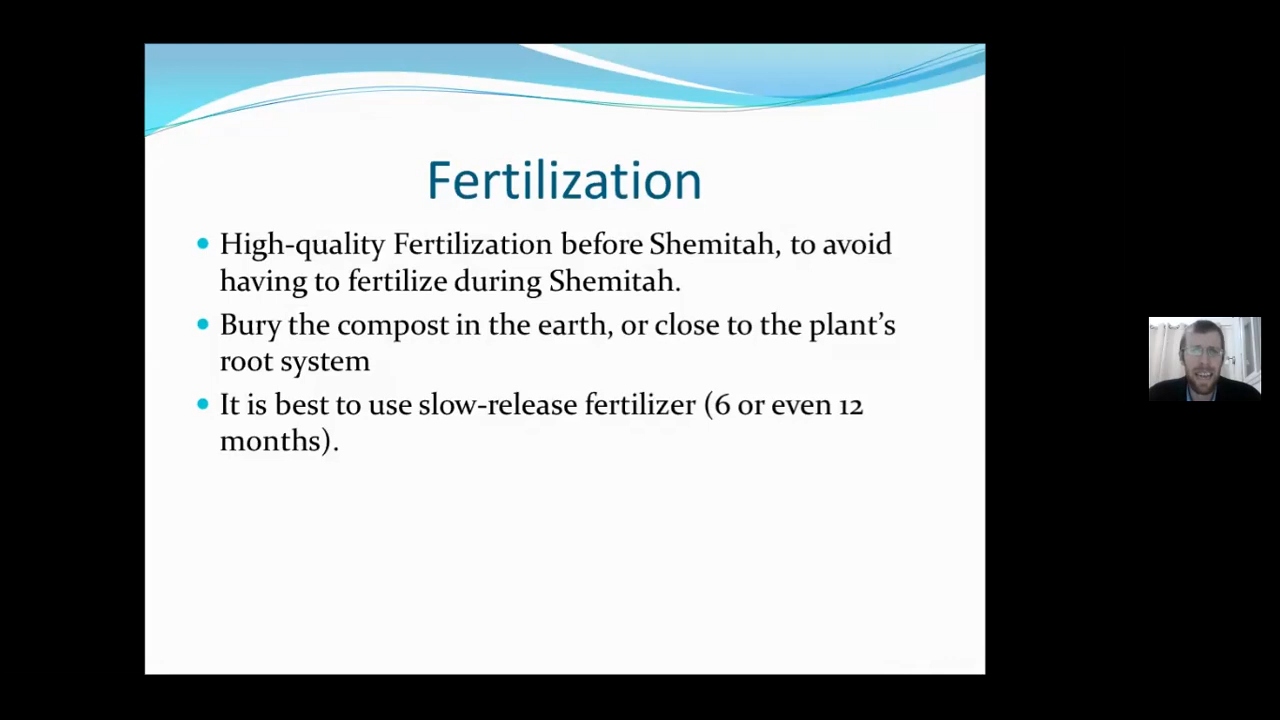 Fertilization
High-quality Fertilization before Shemitah, to avoid
having to fertilize during Shemitah.
Bury the compost in the earth, or close to the plant’s
root system
It is best to use slow-release fertilizer (6 or even 12
months).